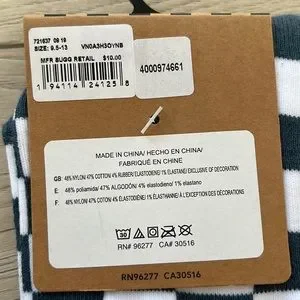 721637 09 19 VN0A3H3OYNB
SIZE: 9.5-13
MFR SUGG RETAIL $10.00
1 94114 24125 8
4000974661
MADE IN CHINA/ HECHO EN CHINA/
FABRIQUÉ EN CHINE
GB: 48% NYLON/ 47% COTTON/ 4% RUBBER/ ELASTODIENE/ 1% ELASTANE/ EXCLUSIVE OF DECORATION
E: 48% poliamida/ 47% ALGODÓN/ 4% elastodieno/ 1% elastano
F: 48% NYLON/ 47% COTON/ 4% ELASTODIÈNE/ 1% ÉLASTHANNE/ À L'EXCEPTION DES DÉCORATION
RN# 96277 CA# 30516
RN96277 CA30516